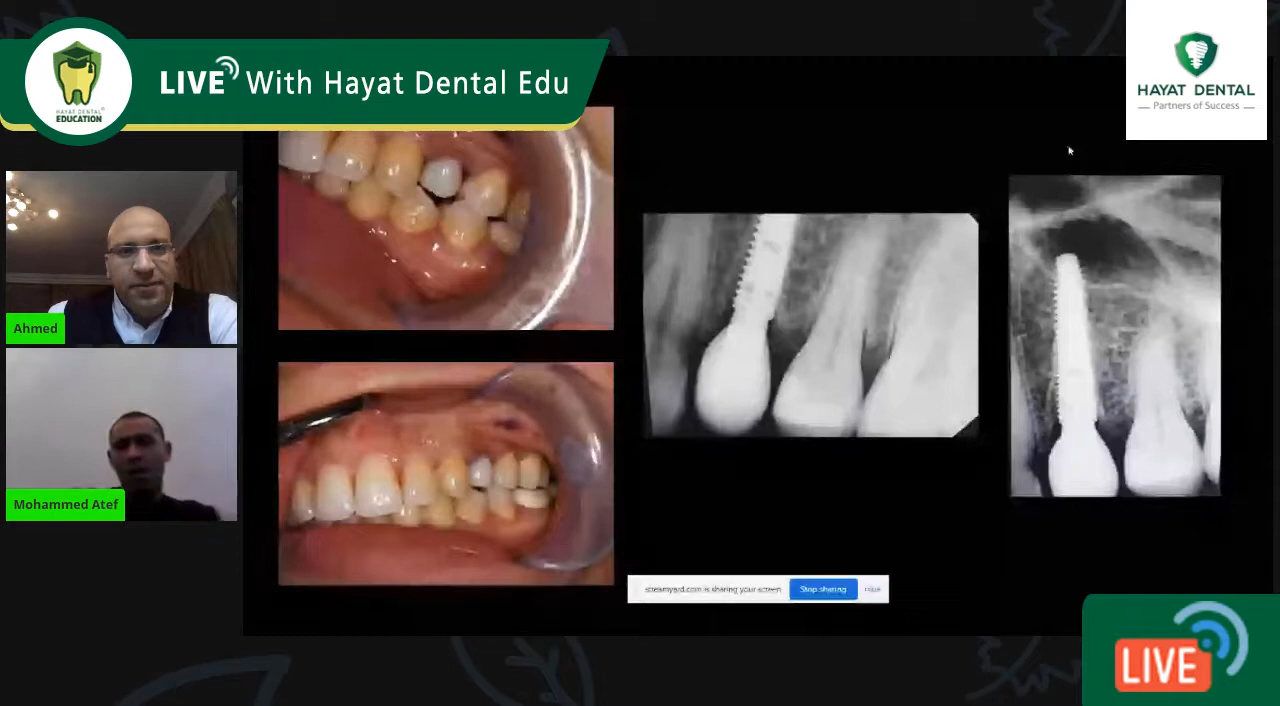 LIVE With Hayat Dental Edu
HAYAT DENTAL
EDUCATION
HAYAT DENTAL
Partners of Success
Ahmed
Mohammed Atef
streamyard.com is sharing your screen
Stop sharing
LIVE